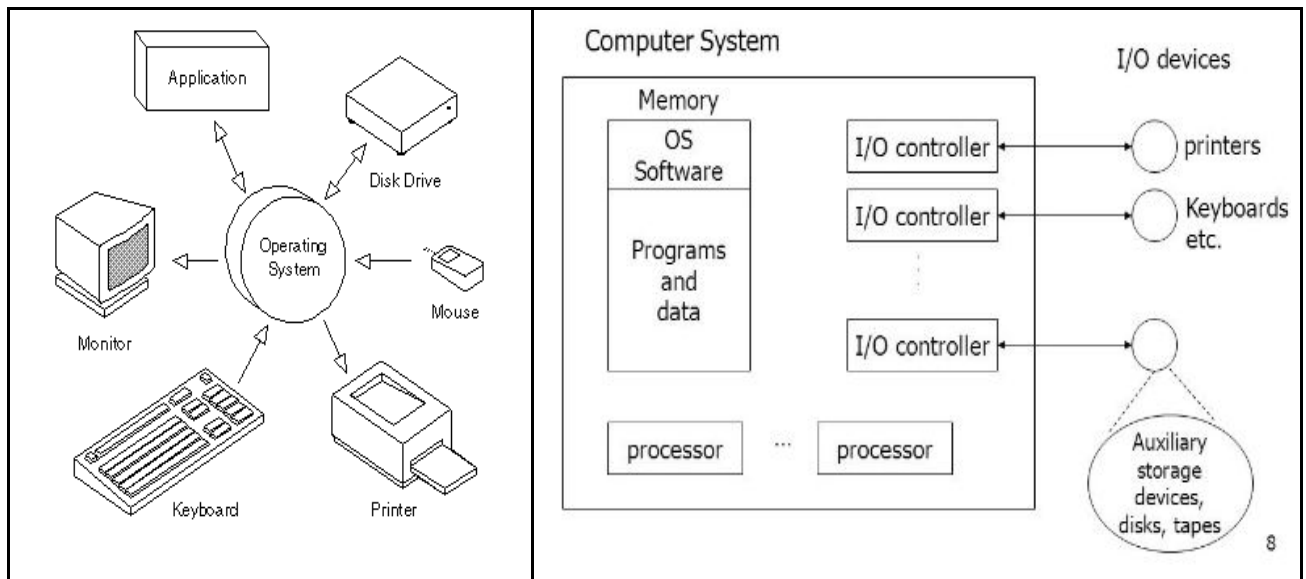 Application
Disk Drive
Operating
System
Mouse
Monitor
Keyboard
Printer
Computer System
I/O devices
Memory
OS
Software
Programs
and
data
I/O controller
printers
I/O controller
Keyboards
etc.
I/O controller
processor
...
processor
Auxiliary
storage
devices,
disks, tapes
8